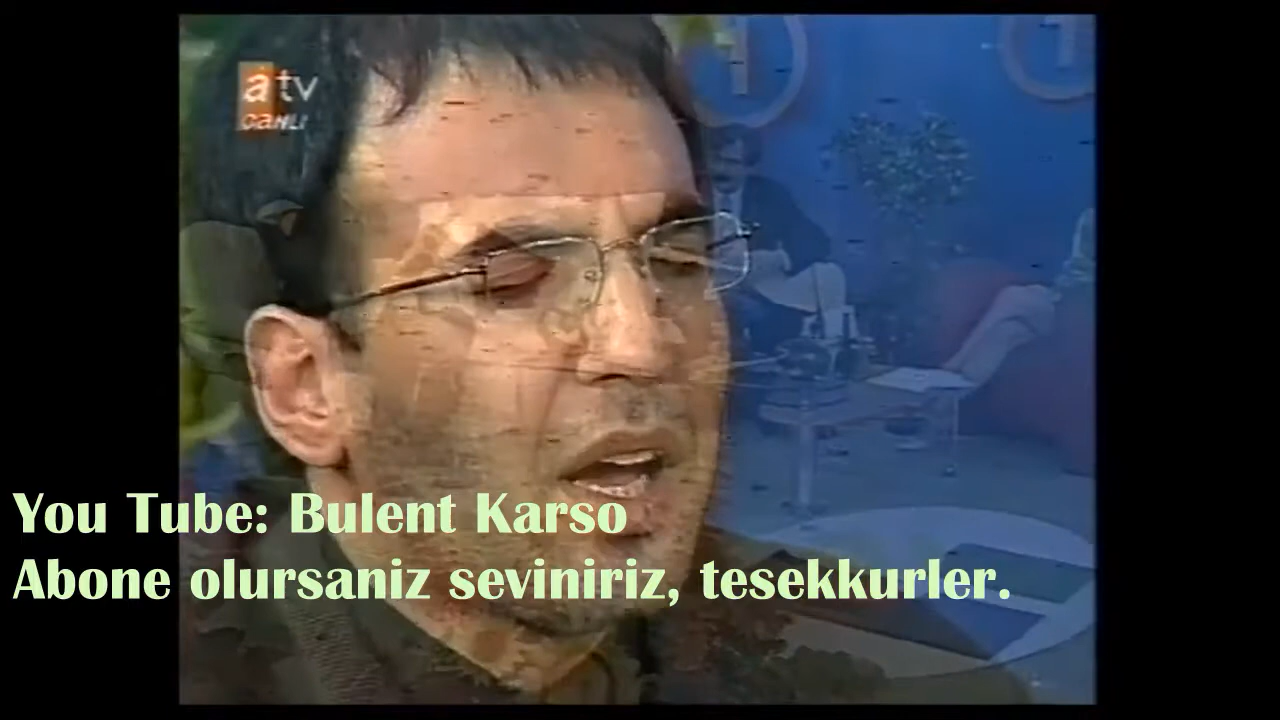 atv
CANLI
You Tube: Bulent Karso
Abone olursaniz seviniriz, tesekkurler.